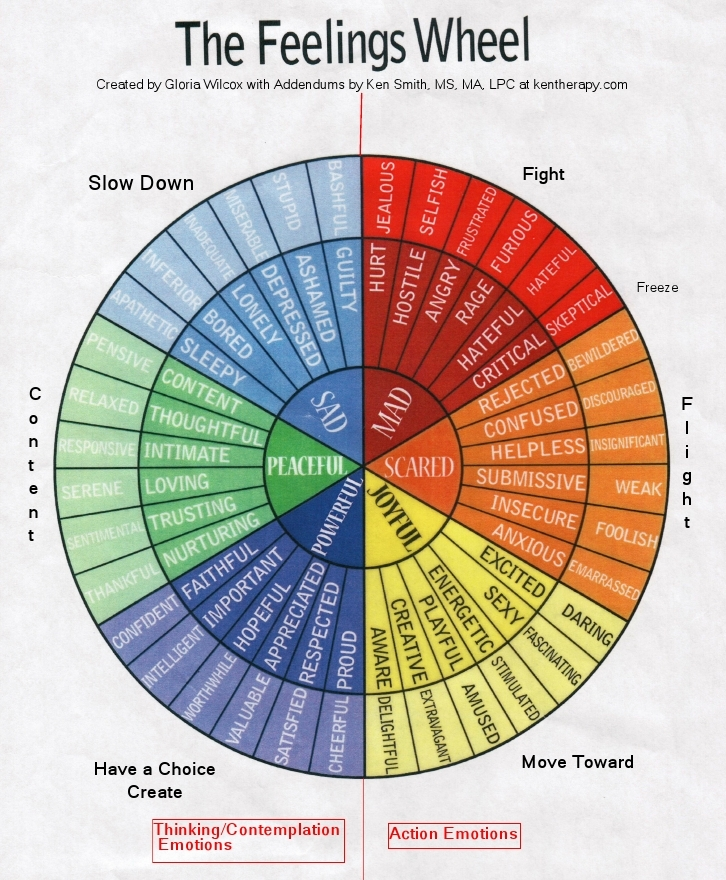 The Feelings Wheel
Created by Gloria Wilcox with Addendums by Ken Smith, MS, MA, LPC at kentherapy.com
Slow Down
Fight
Freeze
Flight
Content
Move Toward
Have a Choice
Create
Thinking/Contemplation
Emotions
Action Emotions
MAD
HURT
HOSTILE
ANGRY
RAGE
HATEFUL
CRITICAL
JEALOUS
SELFISH
FRUSTRATED
FURIOUS
HATEFUL
SKEPTICAL
SCARED
REJECTED
CONFUSED
HELPLESS
SUBMISSIVE
INSECURE
ANXIOUS
BEWILDERED
DISCOURAGED
INSIGNIFICANT
WEAK
FOOLISH
EMARRASSED
JOYFUL
EXCITED
SEXY
ENERGETIC
PLAYFUL
CREATIVE
AWARE
DARING
FASCINATING
STIMULATED
AMUSED
EXTRAVAGANT
DELIGHTFUL
POWERFUL
PROUD
RESPECTED
APPRECIATED
HOPEFUL
IMPORTANT
FAITHFUL
CHEERFUL
SATISFIED
VALUABLE
WORTHWHILE
INTELLIGENT
CONFIDENT
PEACEFUL
NURTURING
TRUSTING
LOVING
INTIMATE
THOUGHTFUL
CONTENT
THANKFUL
SENTIMENTAL
SERENE
RESPONSIVE
RELAXED
PENSIVE
SAD
SLEEPY
BORED
LONELY
DEPRESSED
ASHAMED
GUILTY
APATHETIC
INFERIOR
INADEQUATE
MISERABLE
STUPID
BASHFUL